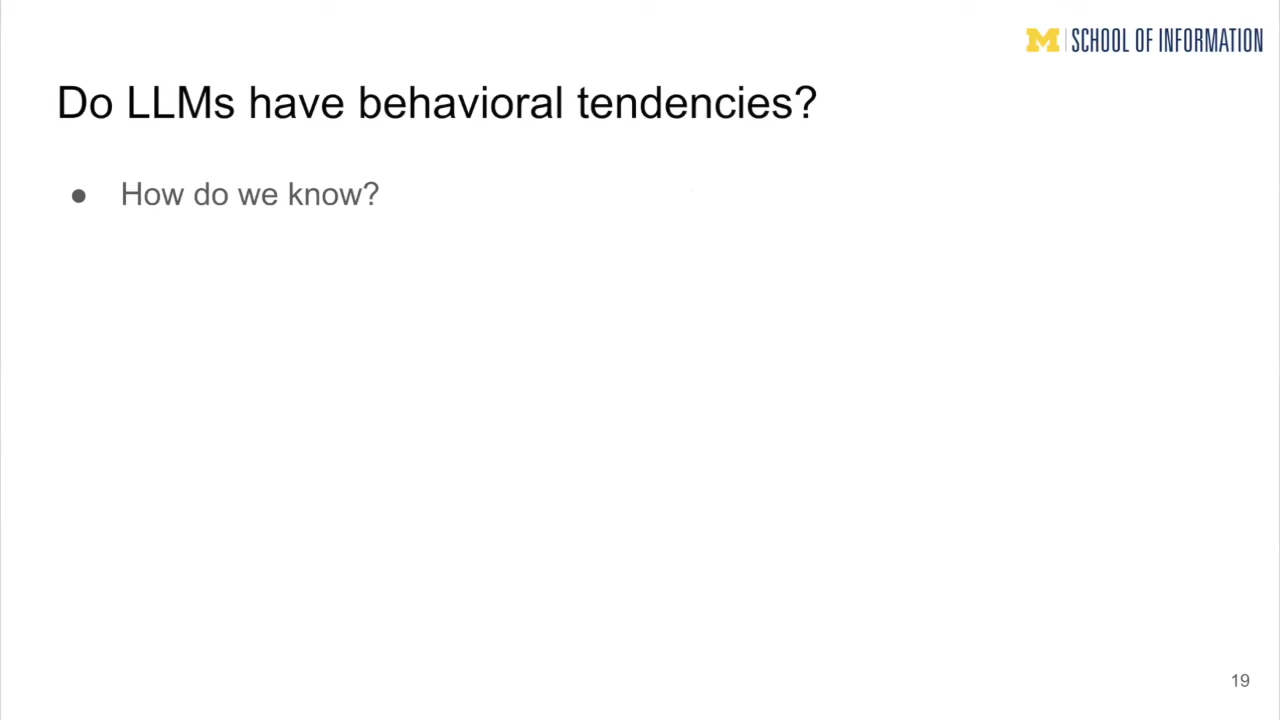 M | SCHOOL OF INFORMATION
Do LLMs have behavioral tendencies?
● How do we know?
19